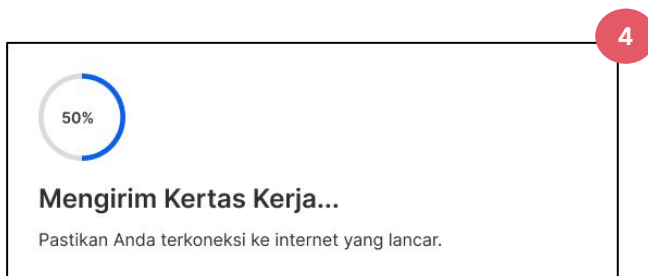 4
50%
Mengirim Kertas Kerja...
Pastikan Anda terkoneksi ke internet yang lancar.